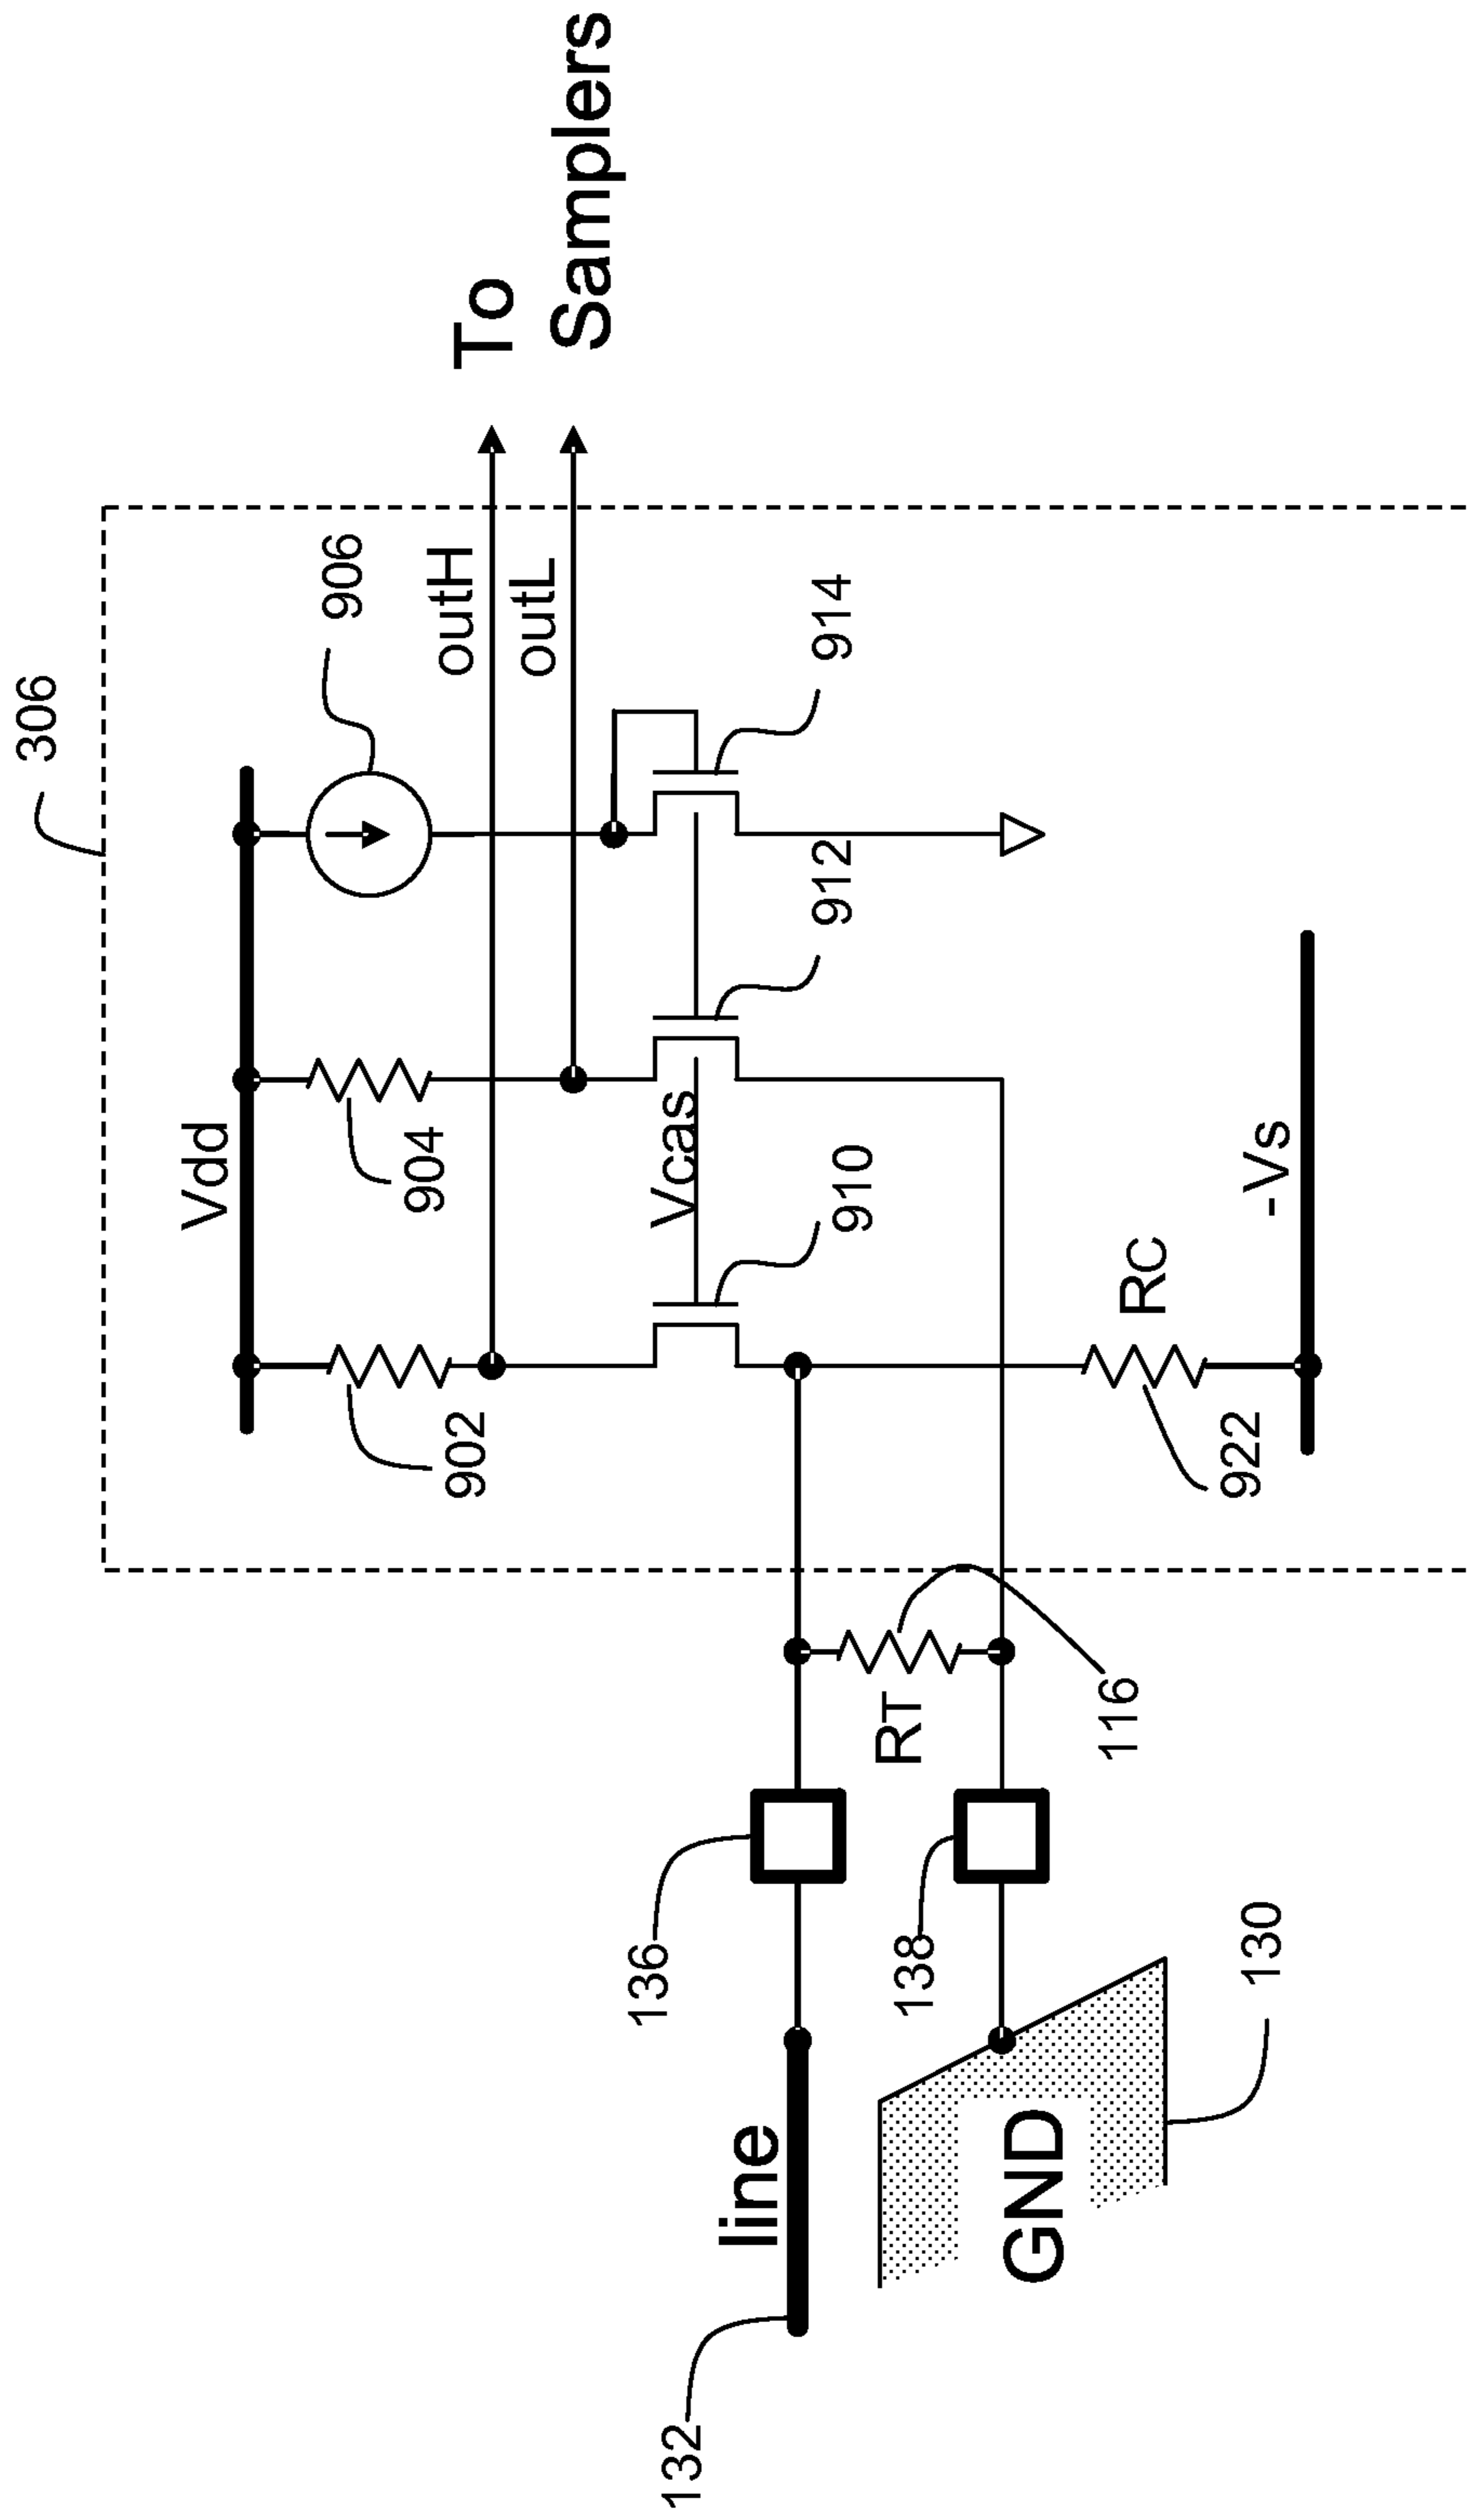 306
Vdd
906
outH
outL
To
Samplers
904
902
Vcas
914
912
910
RC
922
-Vs
136
RT
116
138
line
132
GND
130